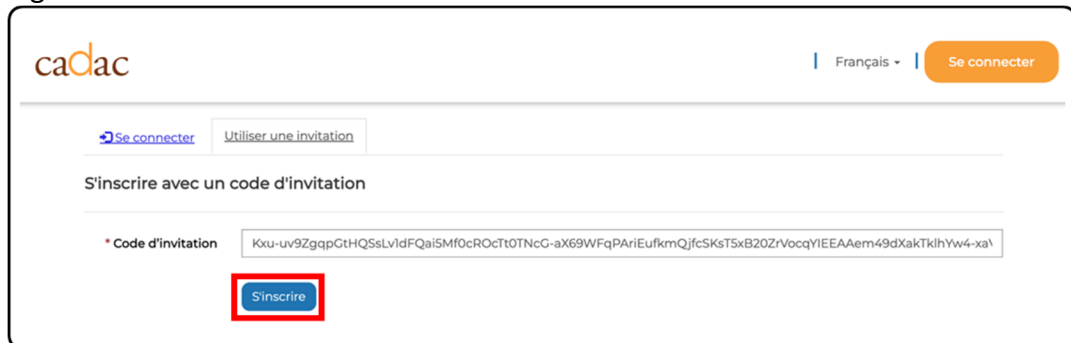 cadac
Français
Se connecter
Se connecter
Utiliser une invitation
S'inscrire avec un code d'invitation
* Code d'invitation
Kxu-uv9ZgqpGtHQSsLvldFQai5Mf0cROcTt0TNcG-aX69WFqPAriEufkmQjfcSKsT5xB20ZrVocqYIEEAAem49dXakTklhYw4-xa
S'inscrire